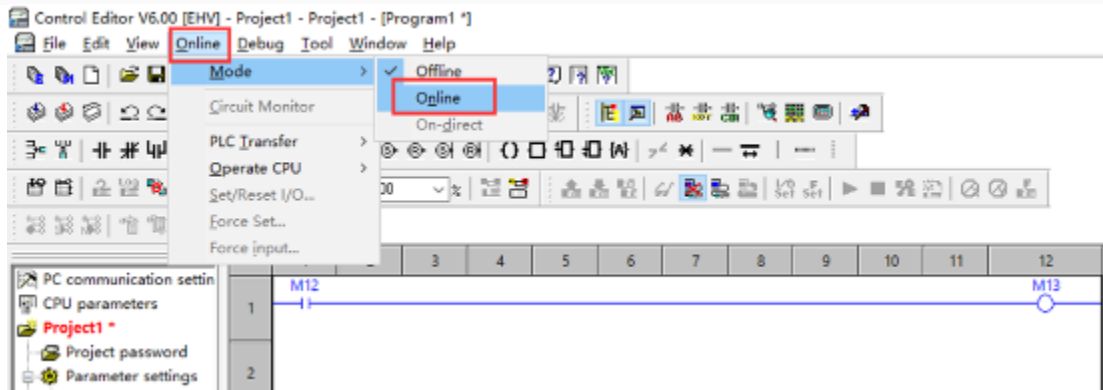 Control Editor V6.00 [EHV] - Project1 - Project1 - [Program1 *]
File Edit View Online Debug Tool Window Help
Mode
Offline
Online
On-direct
Circuit Monitor
PLC Transfer
Operate CPU
Set/Reset I/O...
Force Set...
Force input...
Set Set
3 4 5 6 7 8 9 10 11 12
PC communication settin
CPU parameters
Project1 *
Project password
Parameter settings
M12 M13
1
2